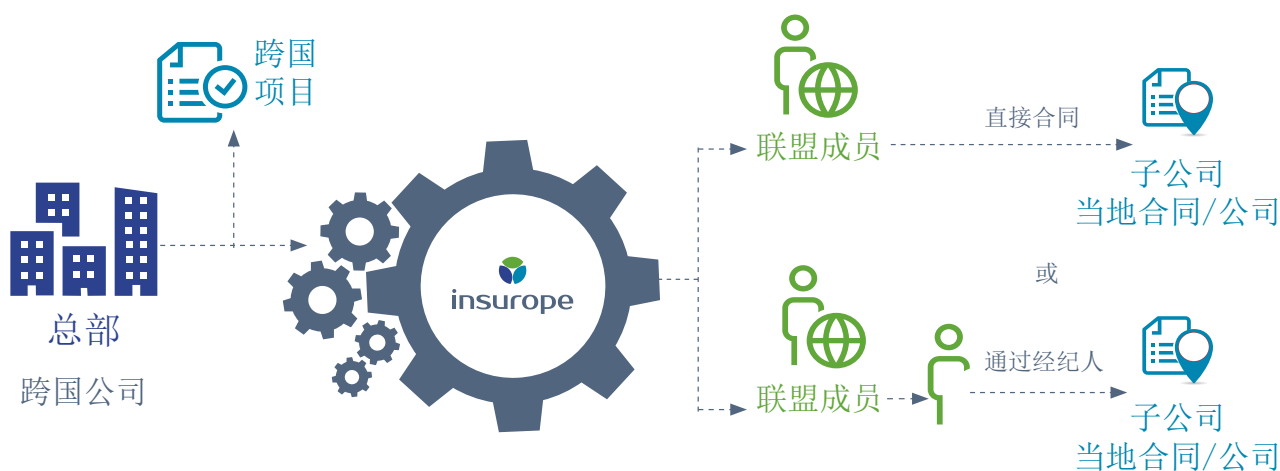 跨国
项目
总部
跨国公司
insurope
联盟成员
直接合同
子公司
当地合同/公司
或
联盟成员
通过经纪人
子公司
当地合同/公司